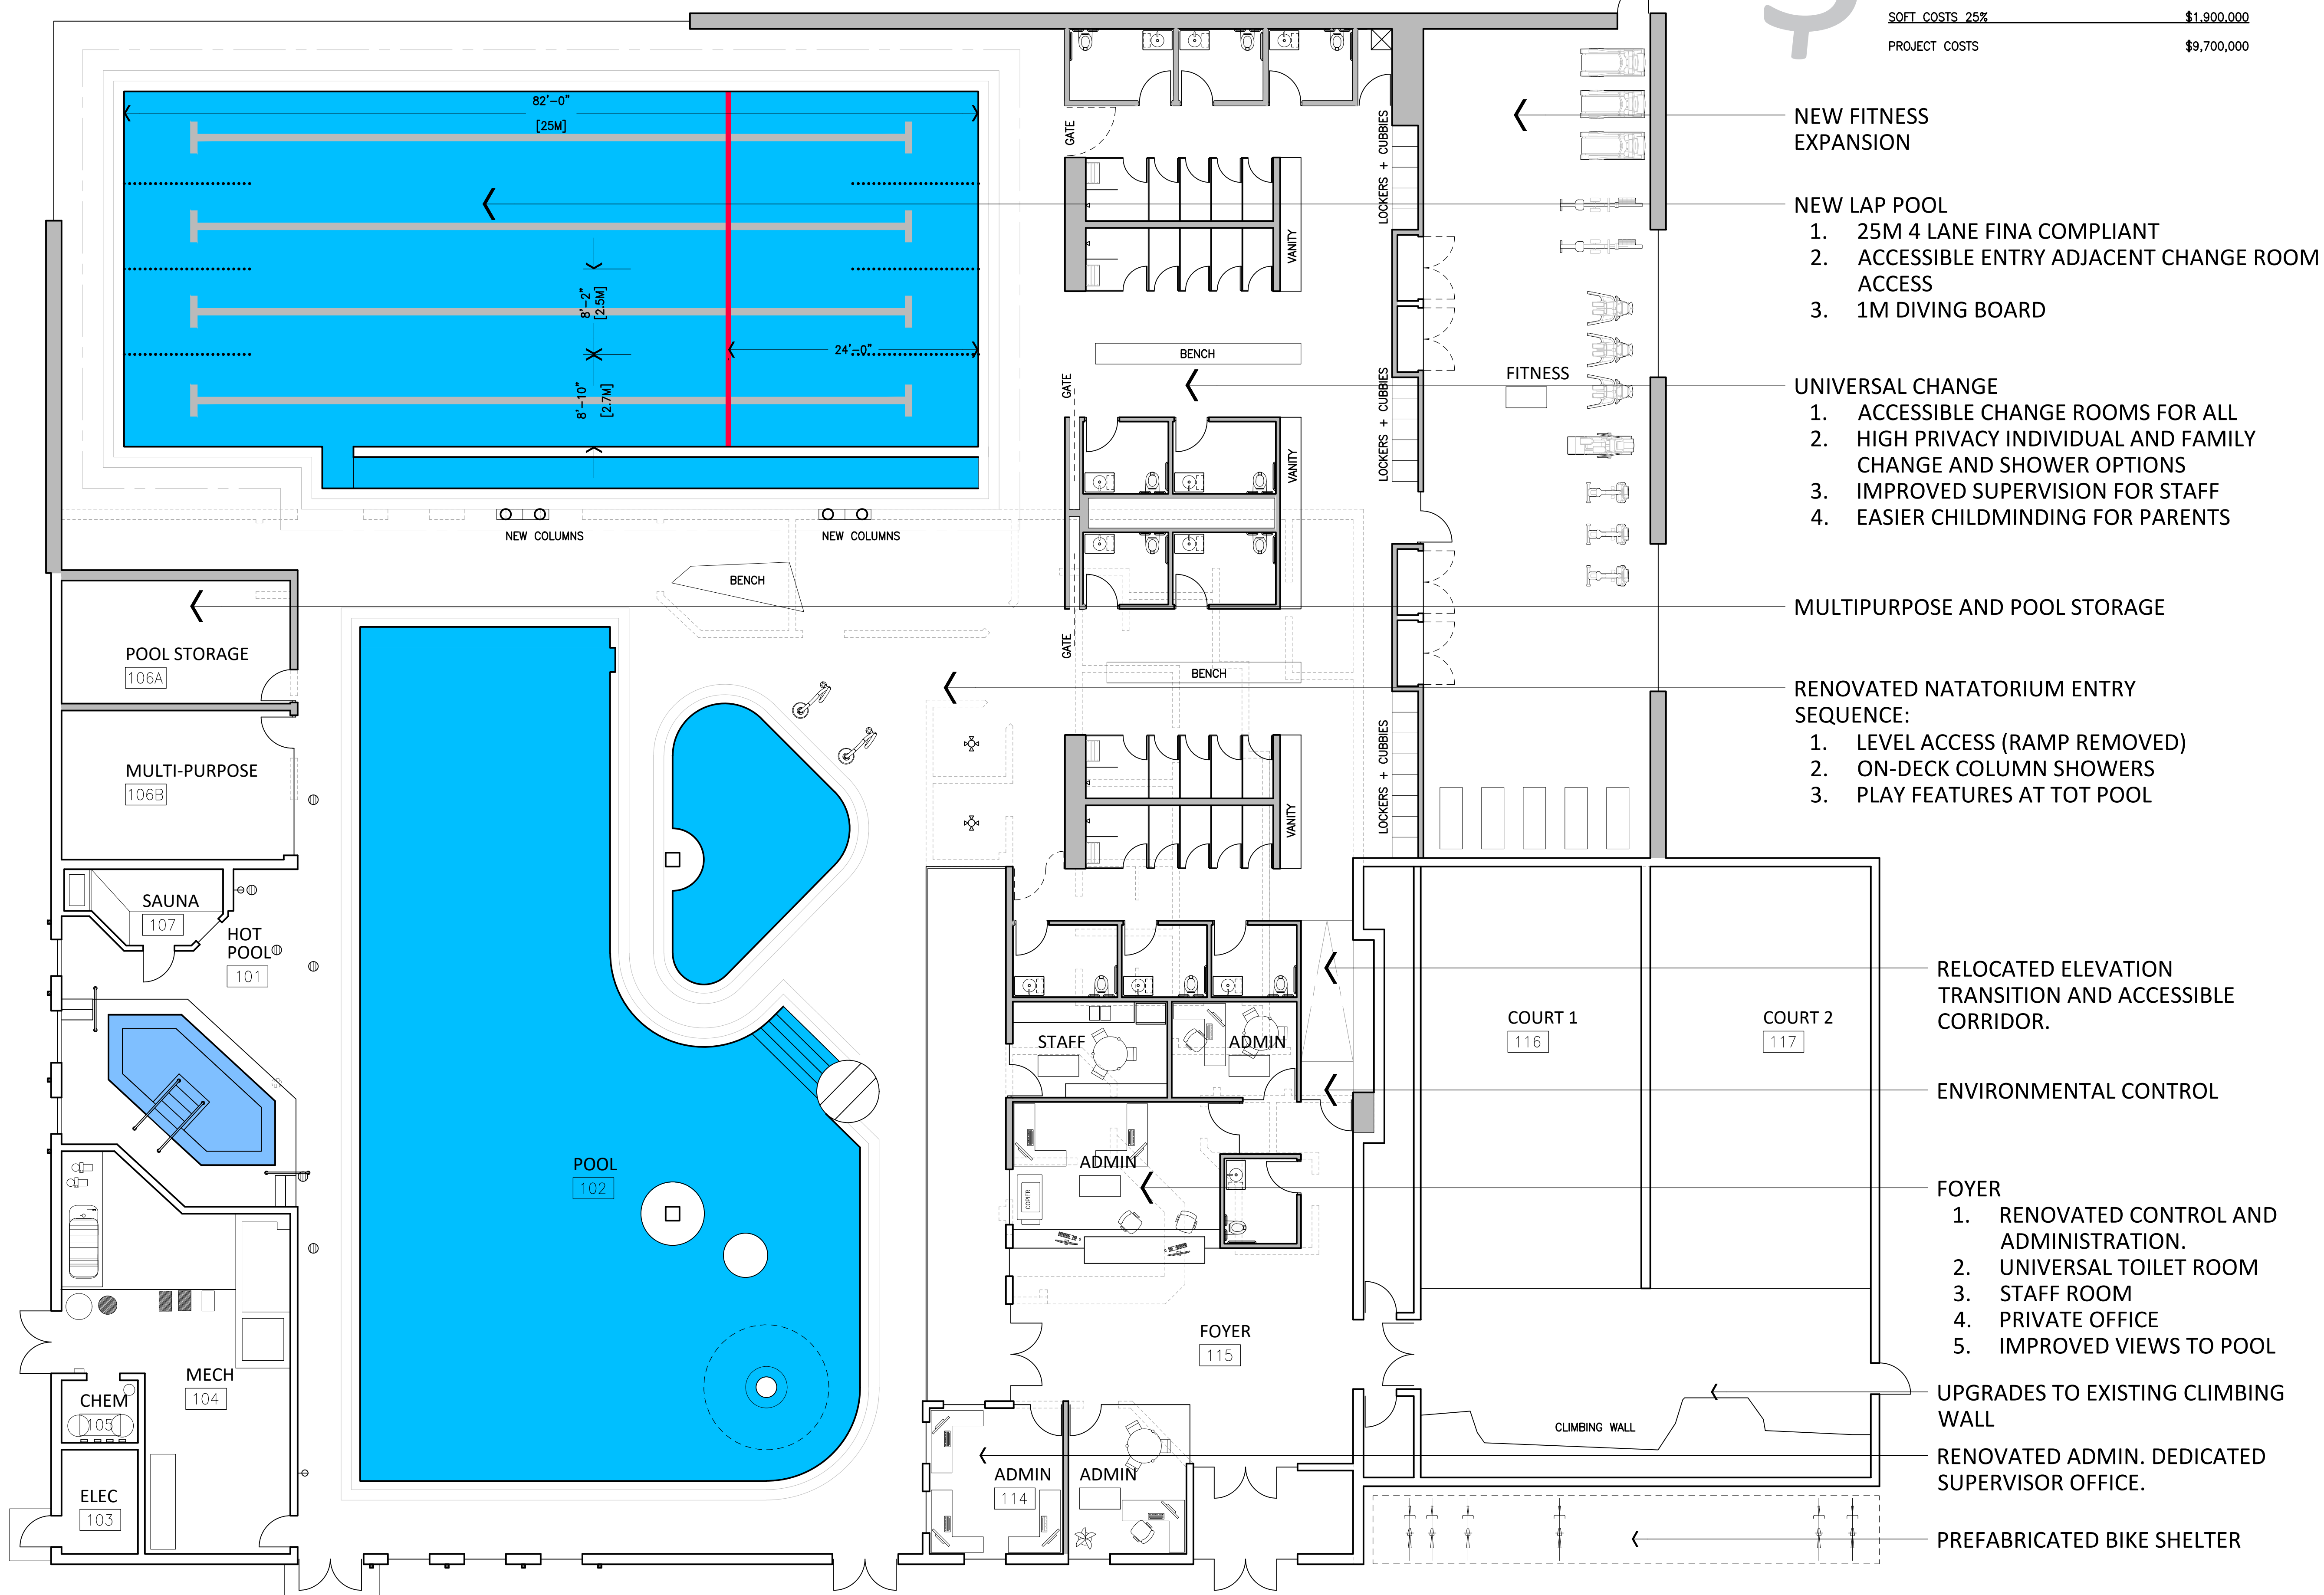 $
SOFT COSTS 25% $1,900,000
PROJECT COSTS $9,700,000
NEW FITNESS
EXPANSION
NEW LAP POOL
1. 25M 4 LANE FINA COMPLIANT
2. ACCESSIBLE ENTRY ADJACENT CHANGE ROOM
ACCESS
3. 1M DIVING BOARD
UNIVERSAL CHANGE
1. ACCESSIBLE CHANGE ROOMS FOR ALL
2. HIGH PRIVACY INDIVIDUAL AND FAMILY
CHANGE AND SHOWER OPTIONS
3. IMPROVED SUPERVISION FOR STAFF
4. EASIER CHILDMINDING FOR PARENTS
MULTIPURPOSE AND POOL STORAGE
RENOVATED NATATORIUM ENTRY
SEQUENCE:
1. LEVEL ACCESS (RAMP REMOVED)
2. ON-DECK COLUMN SHOWERS
3. PLAY FEATURES AT TOT POOL
RELOCATED ELEVATION
TRANSITION AND ACCESSIBLE
CORRIDOR.
ENVIRONMENTAL CONTROL
FOYER
1. RENOVATED CONTROL AND
ADMINISTRATION.
2. UNIVERSAL TOILET ROOM
3. STAFF ROOM
4. PRIVATE OFFICE
5. IMPROVED VIEWS TO POOL
UPGRADES TO EXISTING CLIMBING
WALL
RENOVATED ADMIN. DEDICATED
SUPERVISOR OFFICE.
PREFABRICATED BIKE SHELTER
82'-0"
[25M]
8'-2"
[2.5M]
24'-0"
8'-10"
[2.7M]
GATE
LOCKERS + CUBBIES
VANITY
BENCH
GATE
LOCKERS + CUBBIES
FITNESS
VANITY
NEW COLUMNS
NEW COLUMNS
BENCH
GATE
BENCH
LOCKERS + CUBBIES
VANITY
POOL STORAGE
106A
MULTI-PURPOSE
106B
SAUNA
107
HOT
POOL
101
POOL
102
MECH
104
CHEM
105
ELEC
103
STAFF
ADMIN
ADMIN
COPIER
FOYER
115
ADMIN
114
ADMIN
COURT 1
116
COURT 2
117
CLIMBING WALL